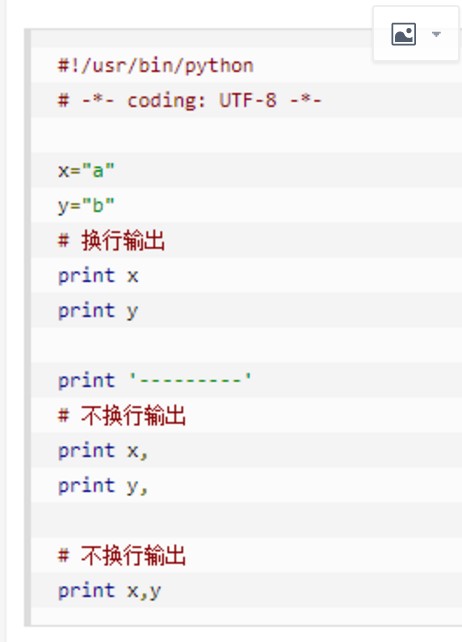 #!/usr/bin/python
# -*- coding: UTF-8 -*-
x="a"
y="b"
# 换行输出
print x
print y
print '---------'
# 不换行输出
print x,
print y,
# 不换行输出
print x,y